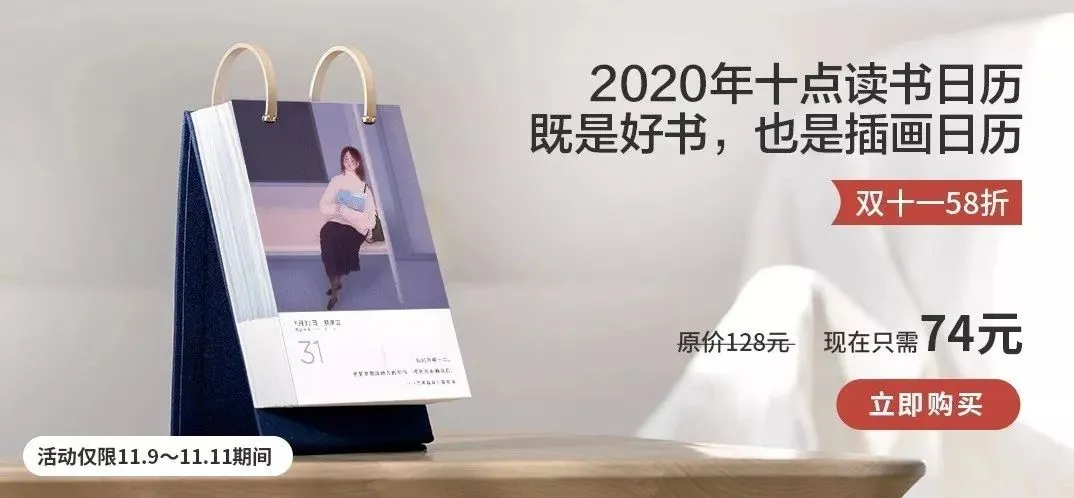 2020年十点读书日历
既是好书，也是插画日历
双十一58折
原价128元 现在只需74元
立即购买
31
活动仅限11.9～11.11期间